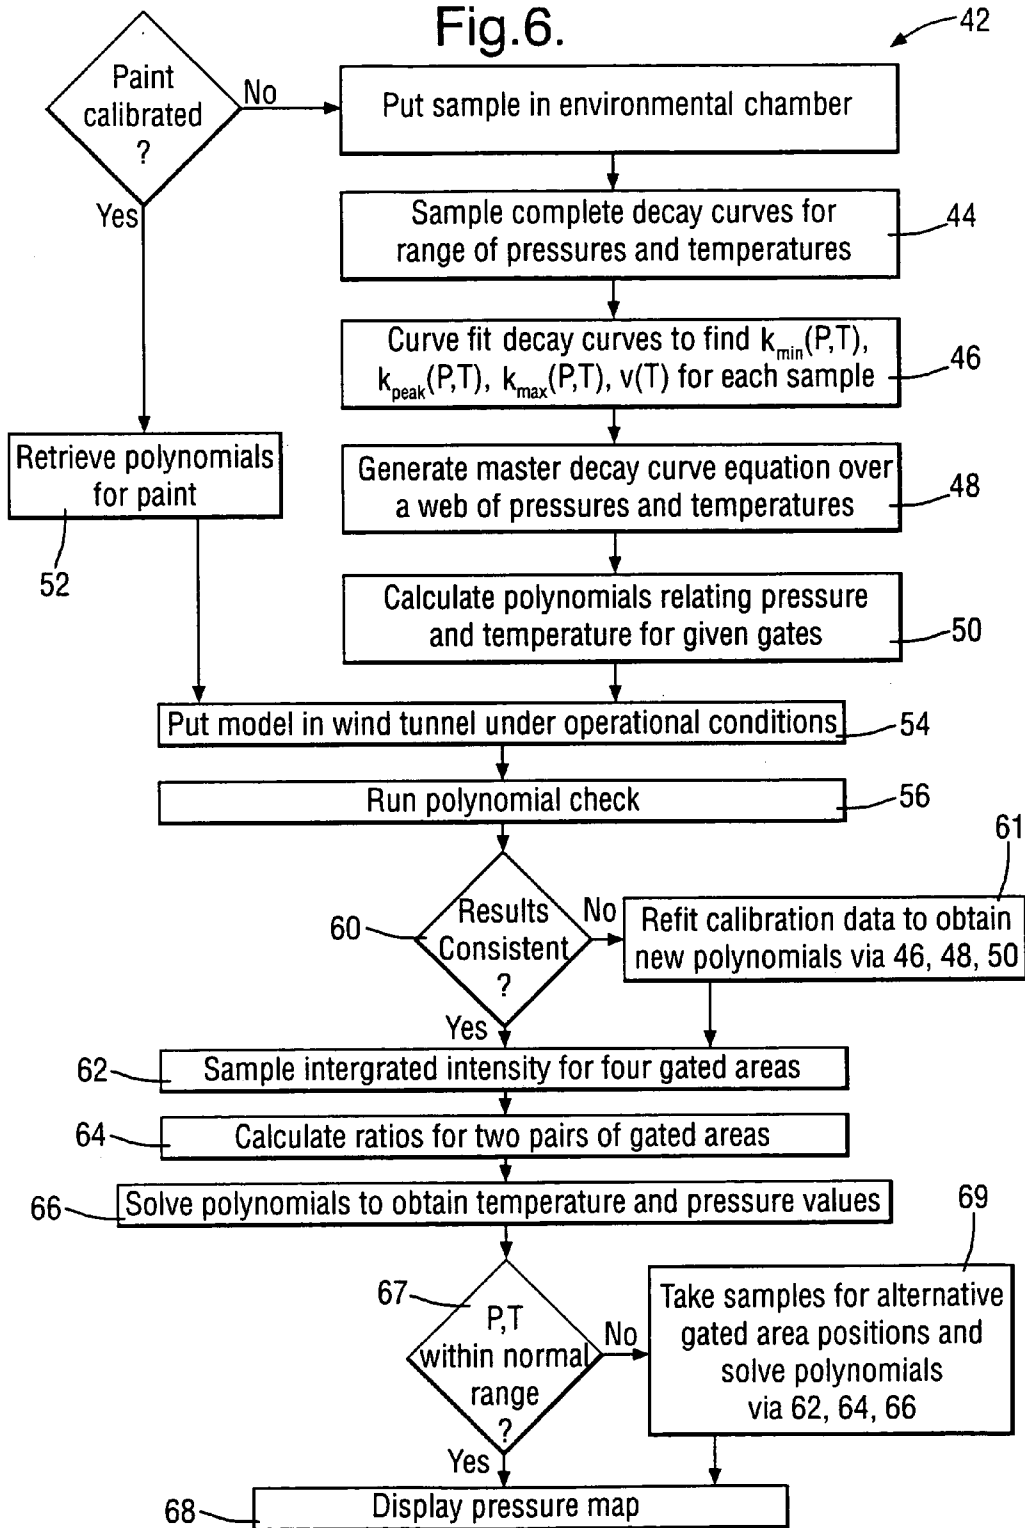 Fig.6.
42
Paint
calibrated
?
No
Yes
Put sample in environmental chamber
Sample complete decay curves for
range of pressures and temperatures
44
Curve fit decay curves to find kmin(P,T),
kpeak(P,T), kmax(P,T), v(T) for each sample
46
Retrieve polynomials
for paint
52
Generate master decay curve equation over
a web of pressures and temperatures
48
Calculate polynomials relating pressure
and temperature for given gates
50
Put model in wind tunnel under operational conditions
54
Run polynomial check
56
60
Results
Consistent
?
No
Yes
61
Refit calibration data to obtain
new polynomials via 46, 48, 50
62
Sample intergrated intensity for four gated areas
64
Calculate ratios for two pairs of gated areas
66
Solve polynomials to obtain temperature and pressure values
67
P,T
within normal
range
?
No
Yes
69
Take samples for alternative
gated area positions and
solve polynomials
via 62, 64, 66
68
Display pressure map